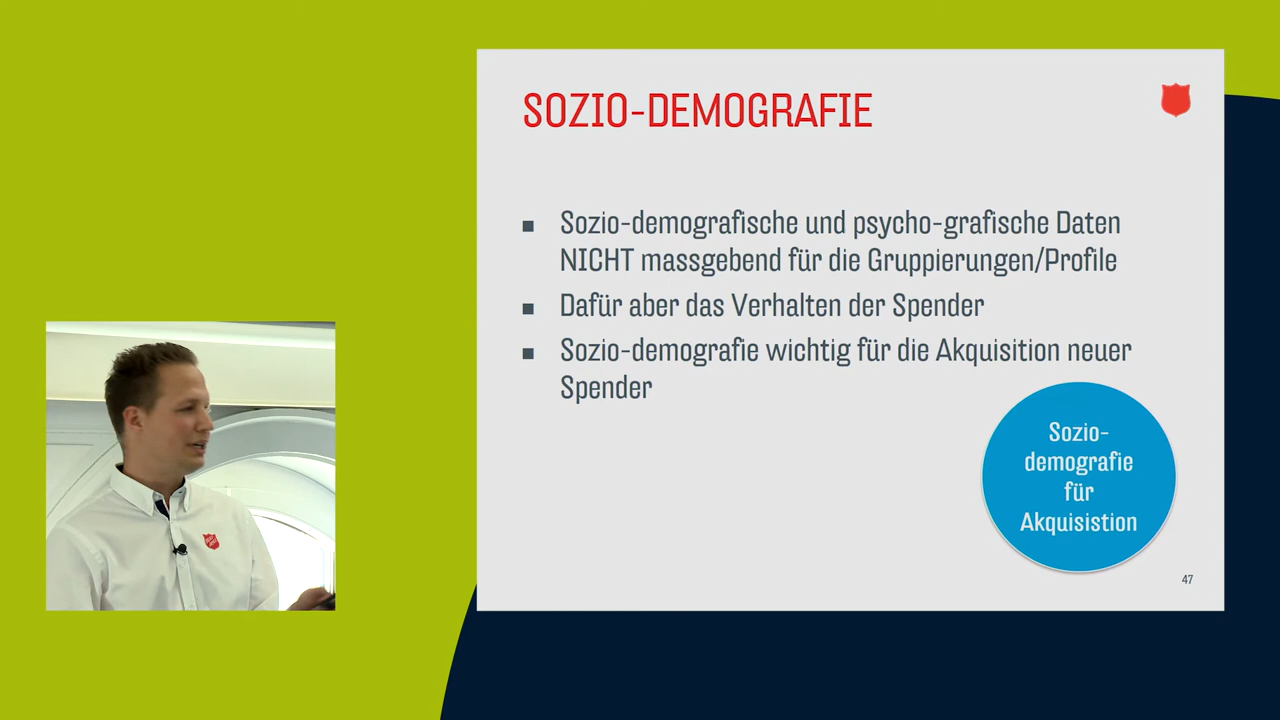 SOZIO-DEMOGRAFIE
■ Sozio-demografische und psycho-grafische Daten
NICHT massgebend für die Gruppierungen/Profile
■ Dafür aber das Verhalten der Spender
■ Sozio-demografie wichtig für die Akquisition neuer
Spender
Sozio-
demografie
für
Akquisistion
47